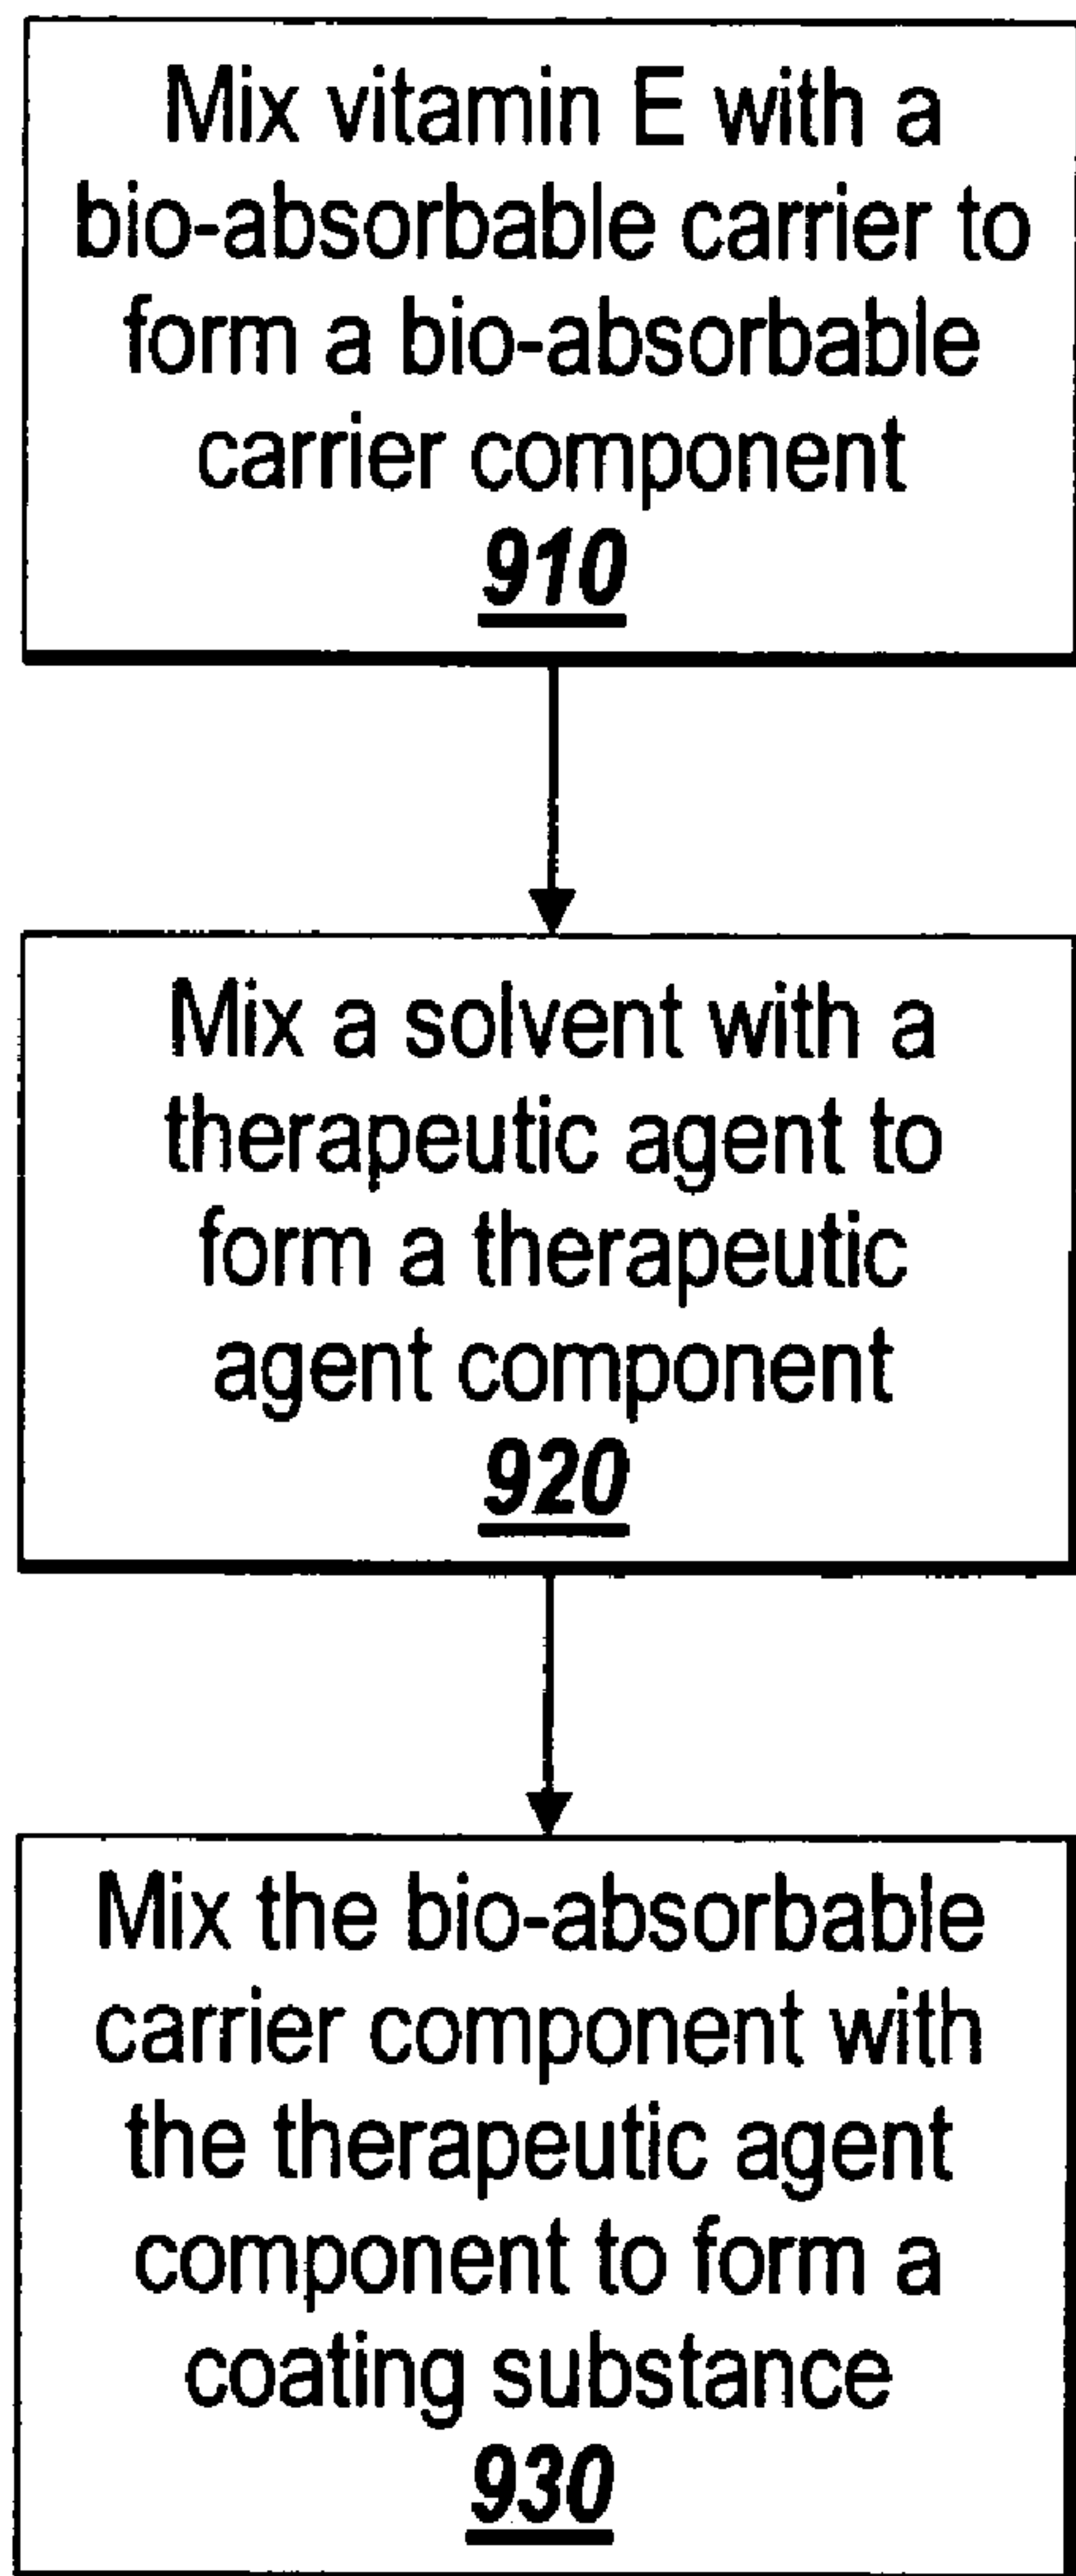 Mix vitamin E with a
bio-absorbable carrier to
form a bio-absorbable
carrier component
910
Mix a solvent with a
therapeutic agent to
form a therapeutic
agent component
920
Mix the bio-absorbable
carrier component with
the therapeutic agent
component to form a
coating substance
930